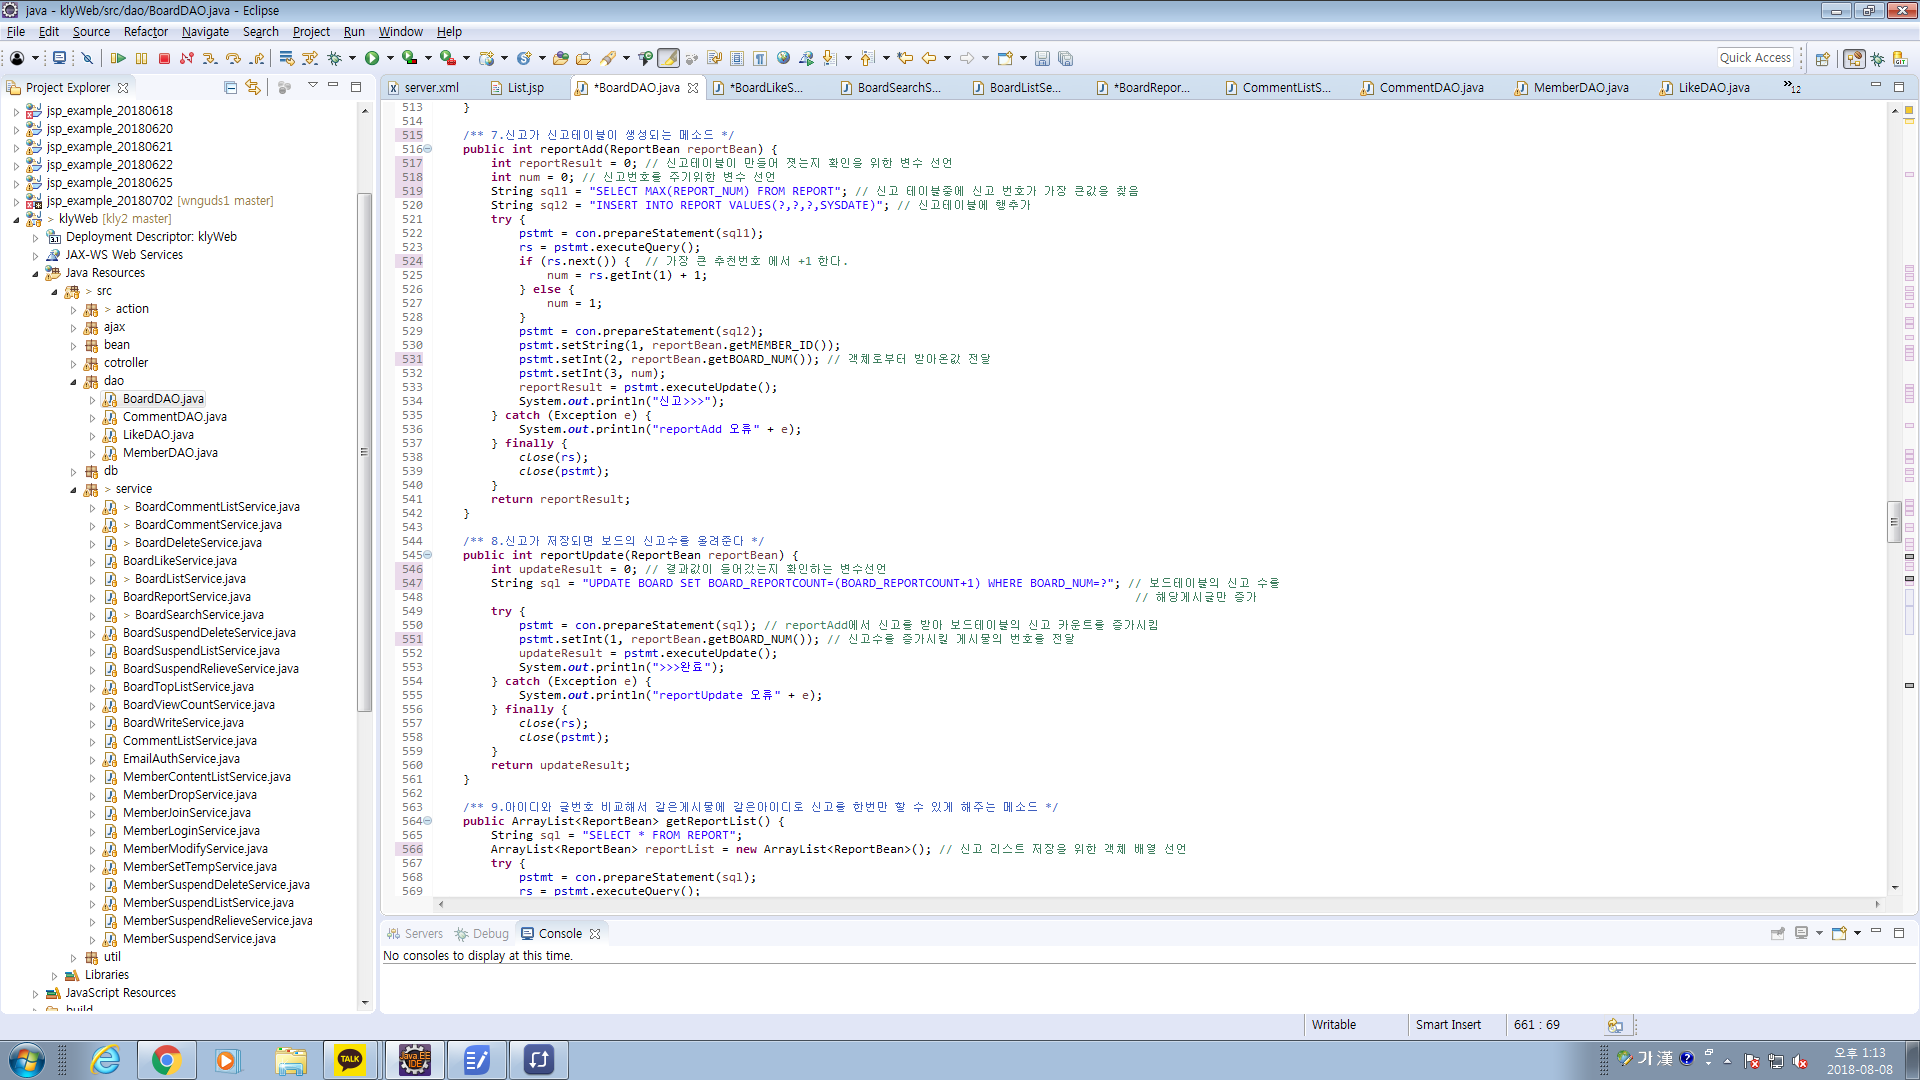 java - klyWeb/src/dao/BoardDAO.java - Eclipse
File Edit Source Refactor Navigate Search Project Run Window Help
Quick Access
Project Explorer
jsp_example_20180618
jsp_example_20180620
jsp_example_20180621
jsp_example_20180622
jsp_example_20180625
jsp_example_20180702 [wnguds1 master]
> klyWeb [kly2 master]
Deployment Descriptor: klyWeb
JAX-WS Web Services
Java Resources
> src
> action
ajax
bean
cotroller
dao
BoardDAO.java
CommentDAO.java
LikeDAO.java
MemberDAO.java
db
> service
> BoardCommentListService.java
> BoardCommentService.java
> BoardDeleteService.java
BoardLikeService.java
> BoardListService.java
BoardReportService.java
> BoardSearchService.java
BoardSuspendDeleteService.java
BoardSuspendListService.java
BoardSuspendRelieveService.java
BoardTopListService.java
BoardViewCountService.java
BoardWriteService.java
CommentListService.java
EmailAuthService.java
MemberContentListService.java
MemberDropService.java
MemberJoinService.java
MemberLoginService.java
MemberModifyService.java
MemberSetTempService.java
MemberSuspendDeleteService.java
MemberSuspendListService.java
MemberSuspendRelieveService.java
MemberSuspendService.java
util
Libraries
JavaScript Resources
build
server.xml List.jsp *BoardDAO.java *BoardLikeS... BoardSearchS... BoardListSe... *BoardRepor... CommentListS... CommentDAO.java MemberDAO.java LikeDAO.java »12
513 }
514
515 /** 7.신고가 신고테이블이 생성되는 메소드 */
516 public int reportAdd(ReportBean reportBean) {
517 int reportResult = 0; // 신고테이블이 만들어 졋는지 확인을 위한 변수 선언
518 int num = 0; // 신고번호를 주기위한 변수 선언
519 String sql1 = "SELECT MAX(REPORT_NUM) FROM REPORT"; // 신고 테이블중에 신고 번호가 가장 큰값을 찾음
520 String sql2 = "INSERT INTO REPORT VALUES(?,?,?,SYSDATE)"; // 신고테이블에 행추가
521 try {
522 pstmt = con.prepareStatement(sql1);
523 rs = pstmt.executeQuery();
524 if (rs.next()) { // 가장 큰 추천번호 에서 +1 한다.
525 num = rs.getInt(1) + 1;
526 } else {
527 num = 1;
528 }
529 pstmt = con.prepareStatement(sql2);
530 pstmt.setString(1, reportBean.getMEMBER_ID());
531 pstmt.setInt(2, reportBean.getBOARD_NUM()); // 객체로부터 받아온값 전달
532 pstmt.setInt(3, num);
533 reportResult = pstmt.executeUpdate();
534 System.out.println("신고>>>");
535 } catch (Exception e) {
536 System.out.println("reportAdd 오류" + e);
537 } finally {
538 close(rs);
539 close(pstmt);
540 }
541 return reportResult;
542 }
543
544 /** 8.신고가 저장되면 보드의 신고수를 올려준다 */
545 public int reportUpdate(ReportBean reportBean) {
546 int updateResult = 0; // 결과값이 들어갔는지 확인하는 변수선언
547 String sql = "UPDATE BOARD SET BOARD_REPORTCOUNT=(BOARD_REPORTCOUNT+1) WHERE BOARD_NUM=?"; // 보드테이블의 신고 수를
548 // 해당게시글만 증가
549 try {
550 pstmt = con.prepareStatement(sql); // reportAdd에서 신고를 받아 보드테이블의 신고 카운트를 증가시킴
551 pstmt.setInt(1, reportBean.getBOARD_NUM()); // 신고수를 증가시킬 게시물의 번호를 전달
552 updateResult = pstmt.executeUpdate();
553 System.out.println(">>>완료");
554 } catch (Exception e) {
555 System.out.println("reportUpdate 오류" + e);
556 } finally {
557 close(rs);
558 close(pstmt);
559 }
560 return updateResult;
561 }
562
563 /** 9.아이디와 글번호 비교해서 같은게시물에 같은아이디로 신고를 한번만 할 수 있게 해주는 메소드 */
564 public ArrayList<ReportBean> getReportList() {
565 String sql = "SELECT * FROM REPORT";
566 ArrayList<ReportBean> reportList = new ArrayList<ReportBean>(); // 신고 리스트 저장을 위한 객체 배열 선언
567 try {
568 pstmt = con.prepareStatement(sql);
569 rs = pstmt.executeQuery();
Servers Debug Console
No consoles to display at this time.
Writable Smart Insert 661 : 69
TALK
Java EE IDE
가 漢
오후 1:13
2018-08-08